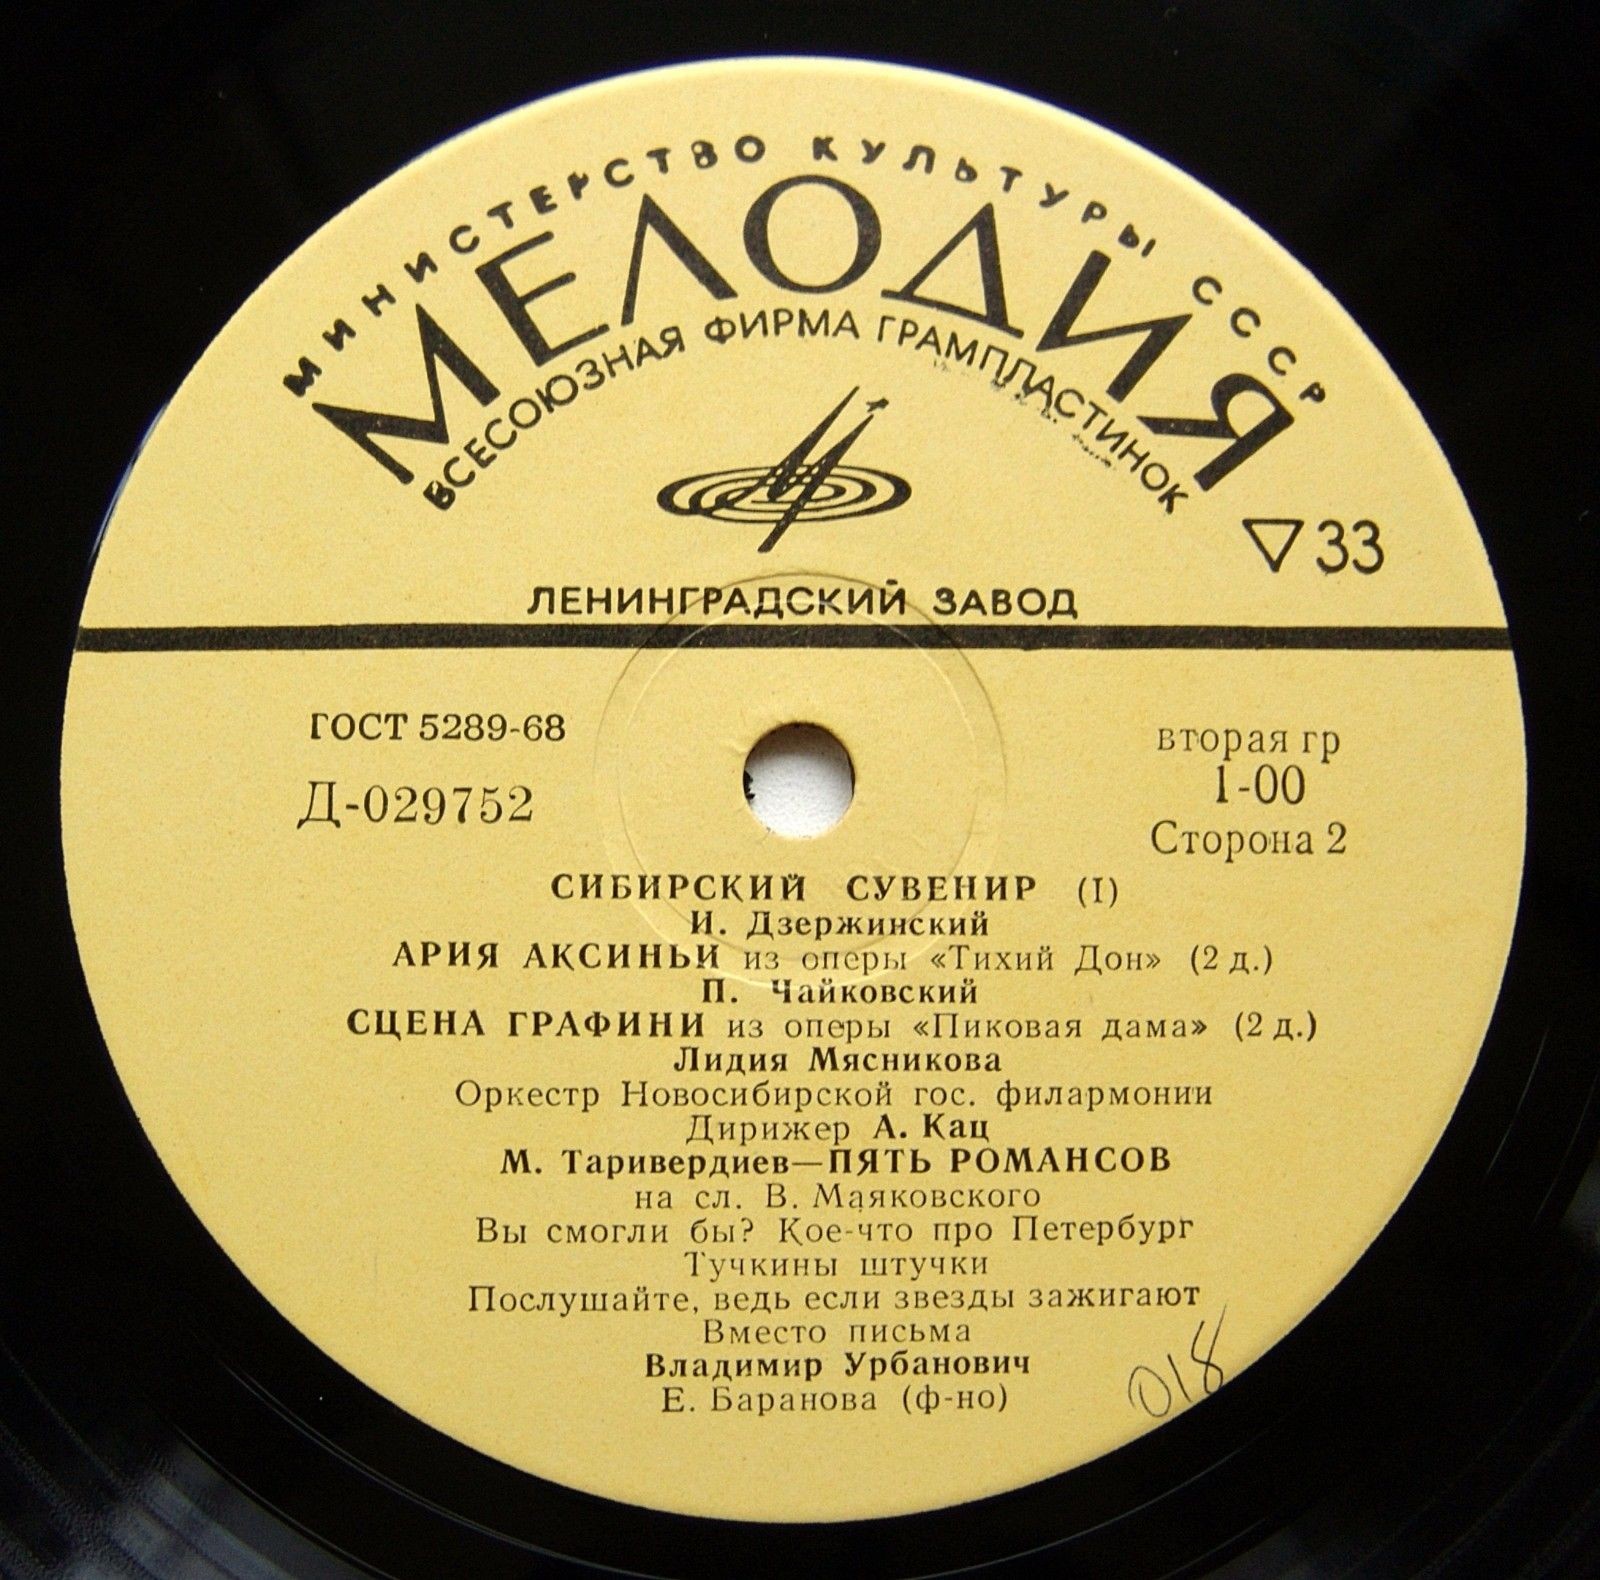 МИНИСТЕРСТВО КУЛЬТУРЫ СССР
МЕЛОДИЯ
ВСЕСОЮЗНАЯ ФИРМА ГРАМПЛАСТИНОК
▽33
ЛЕНИНГРАДСКИЙ ЗАВОД
ГОСТ 5289-68
Д-029752
вторая гр
1-00
Сторона 2
СИБИРСКИЙ СУВЕНИР (I)
И. Дзержинский
АРИЯ АКСИНЬИ из оперы «Тихий Дон» (2 д.)
П. Чайковский
СЦЕНА ГРАФИНИ из оперы «Пиковая дама» (2 д.)
Лидия Мясникова
Оркестр Новосибирской гос. филармонии
Дирижер А. Кац
М. Таривердиев—ПЯТЬ РОМАНСОВ
на сл. В. Маяковского
Вы смогли бы? Кое-что про Петербург
Тучкины штучки
Послушайте, ведь если звезды зажигают
Вместо письма
Владимир Урбанович
Е. Баранова (ф-но)
018